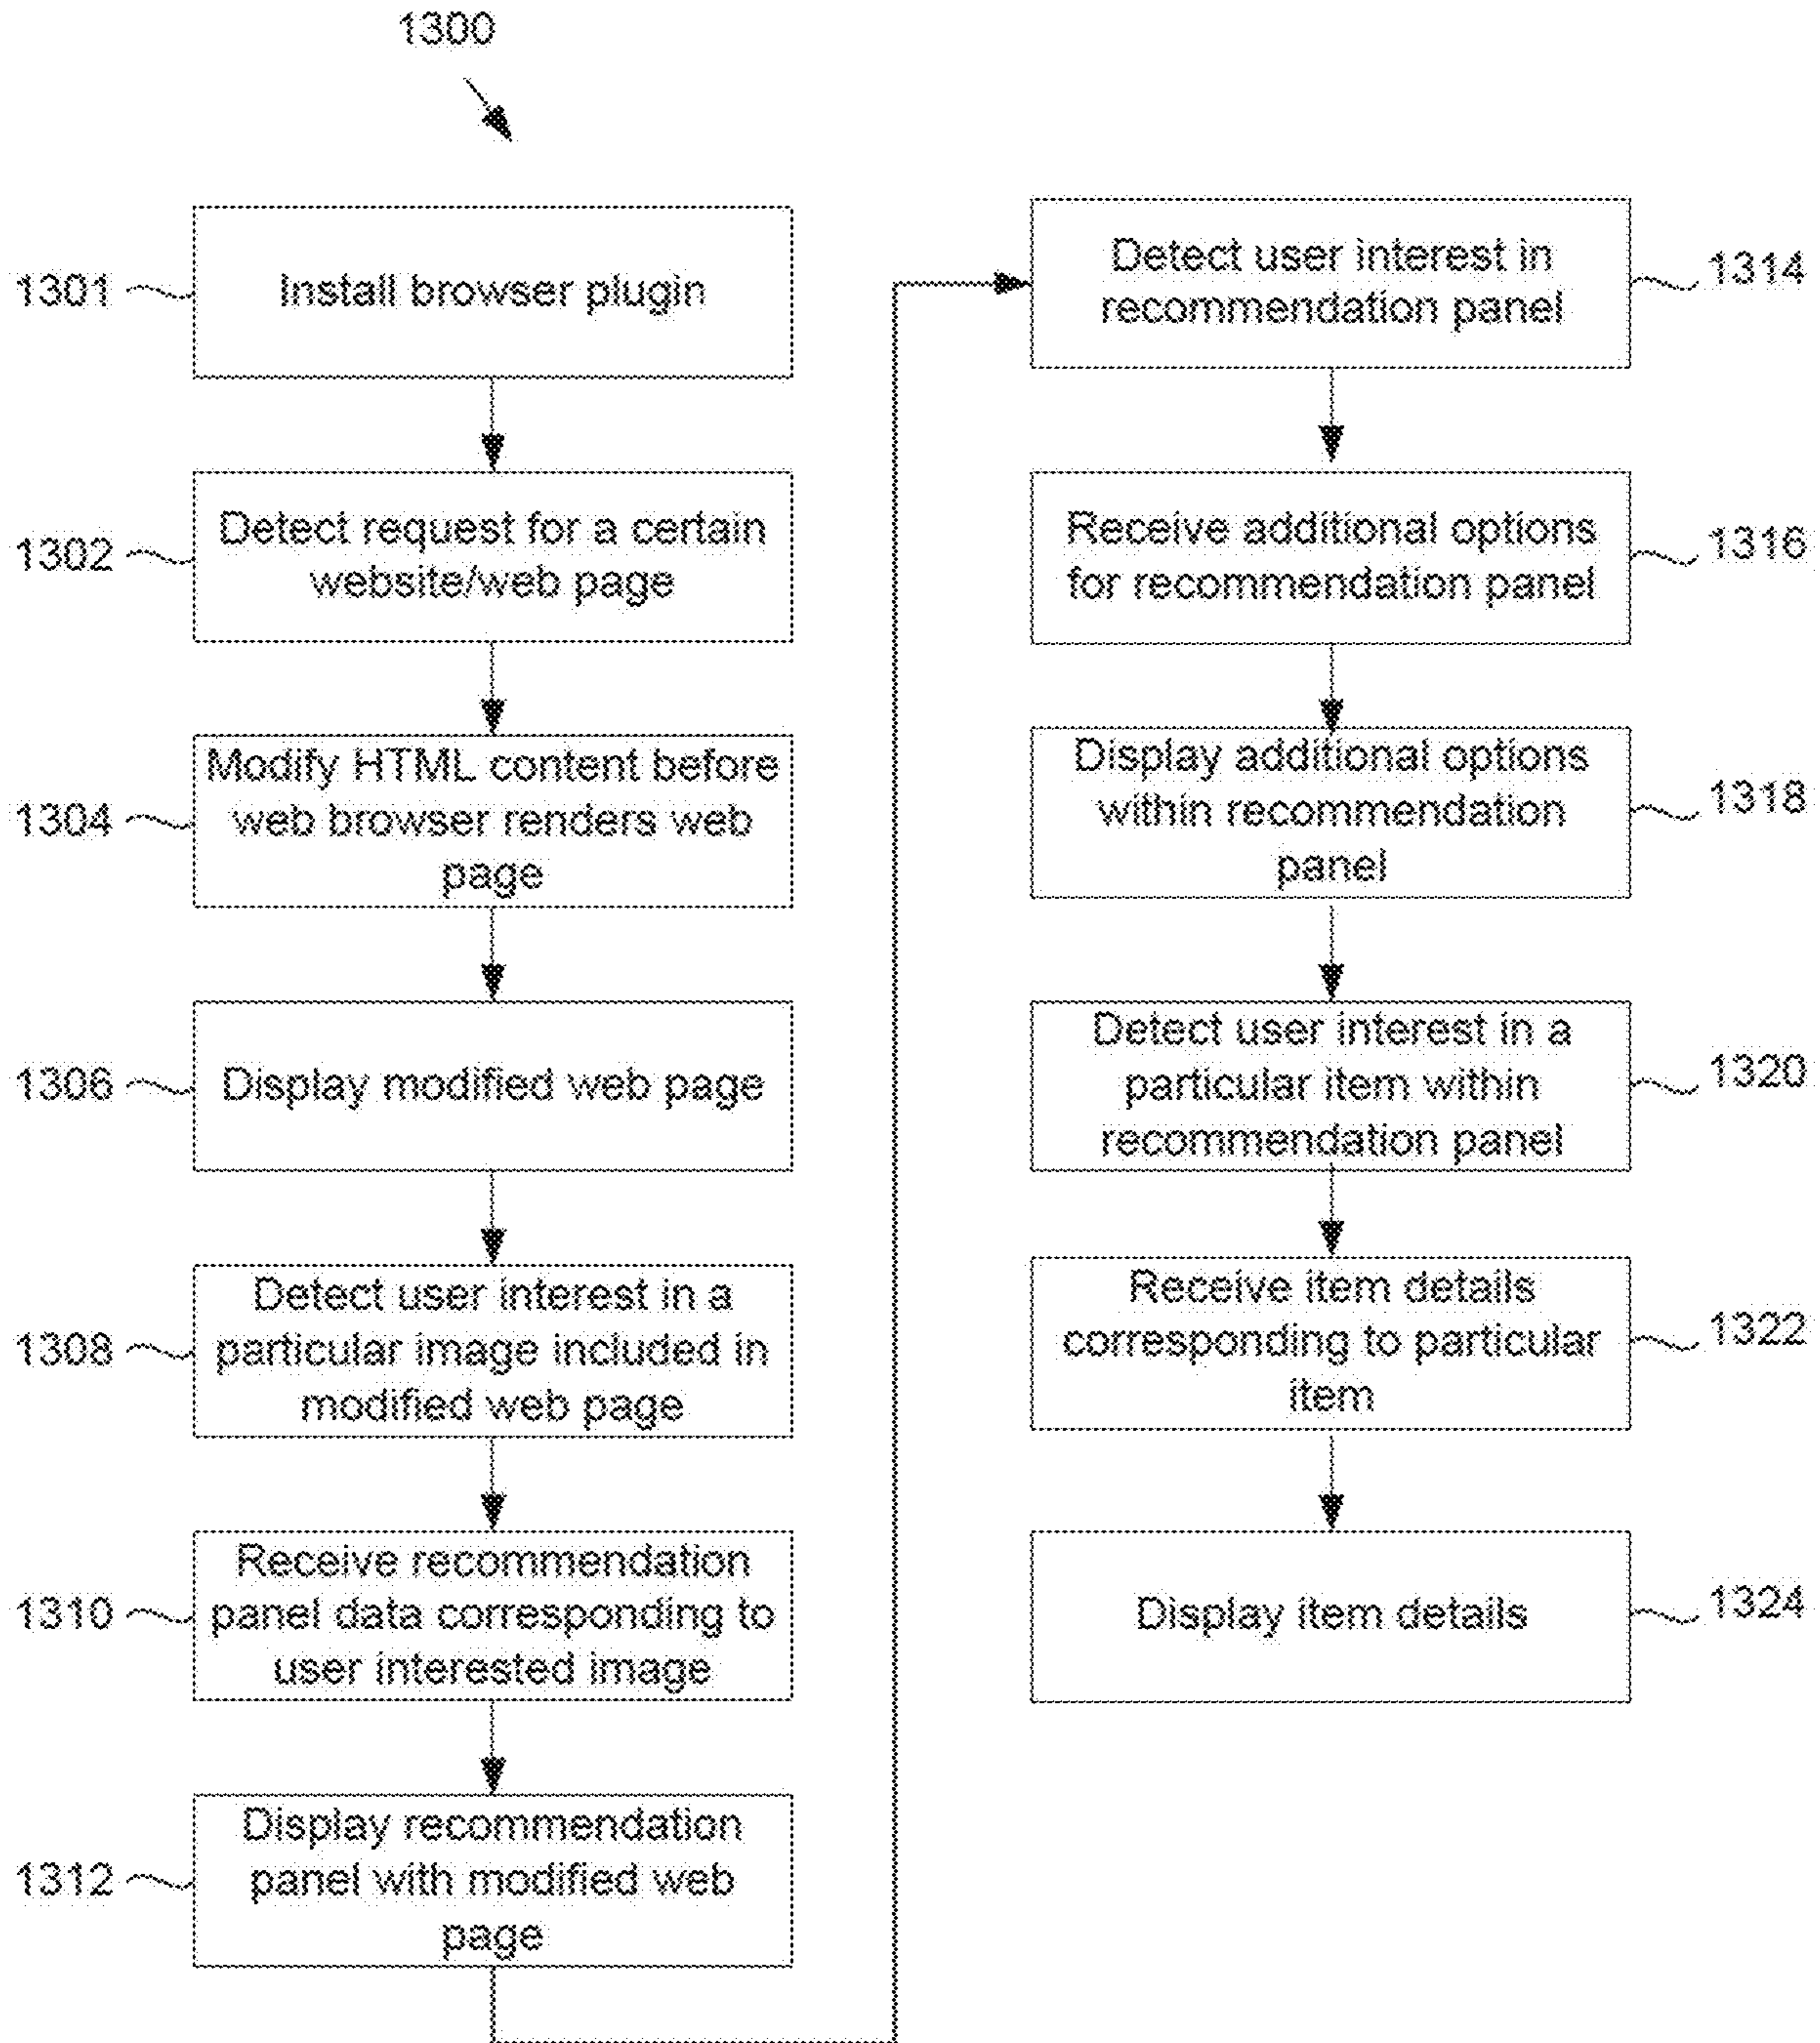 1300
1301
Install browser plugin
1302
Detect request for a certain
website/web page
1304
Modify HTML content before
web browser renders web
page
1306
Display modified web page
1308
Detect user interest in a
particular image included in
modified web page
1310
Receive recommendation
panel data corresponding to
user interested image
1312
Display recommendation
panel with modified web
page
Detect user interest in
recommendation panel
1314
Receive additional options
for recommendation panel
1316
Display additional options
within recommendation
panel
1318
Detect user interest in a
particular item within
recommendation panel
1320
Receive item details
corresponding to particular
item
1322
Display item details
1324